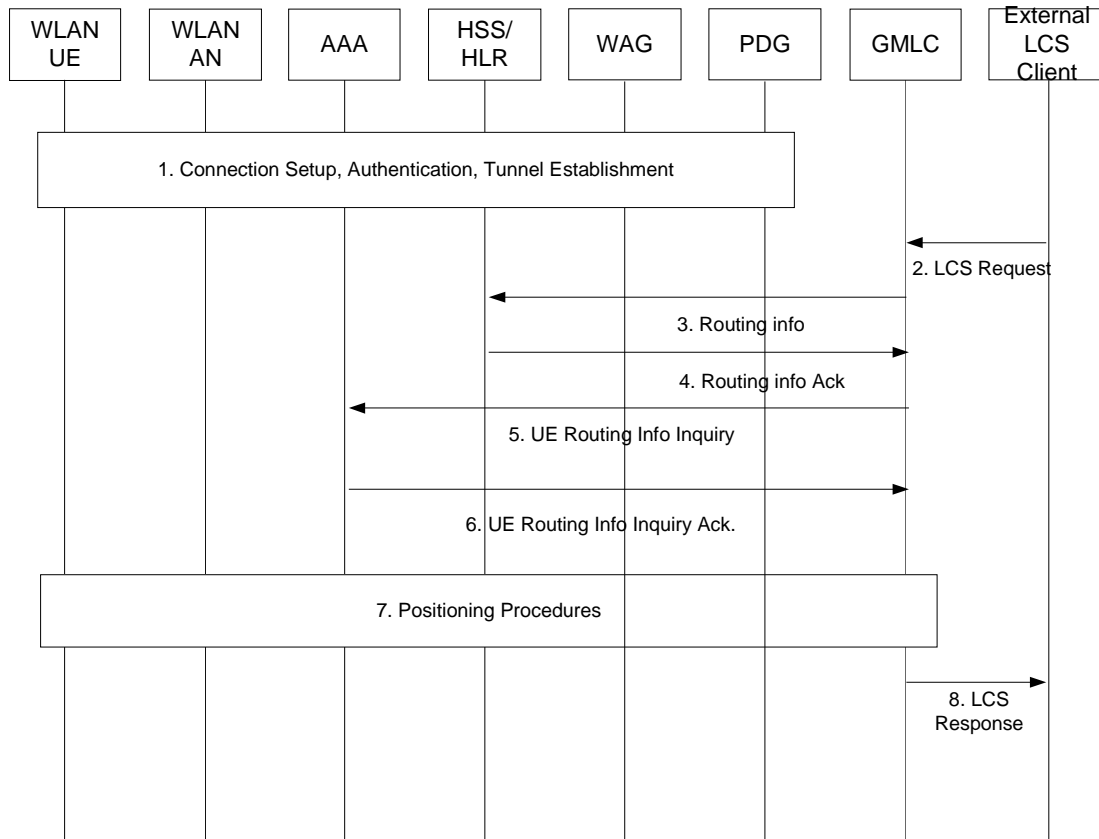 WLAN
UE
WLAN
AN
AAA
HSS/
HLR
WAG
PDG
GMLC
External
LCS
Client
1. Connection Setup, Authentication, Tunnel Establishment
2. LCS Request
3. Routing info
4. Routing info Ack
5. UE Routing Info Inquiry
6. UE Routing Info Inquiry Ack.
7. Positioning Procedures
8. LCS
Response